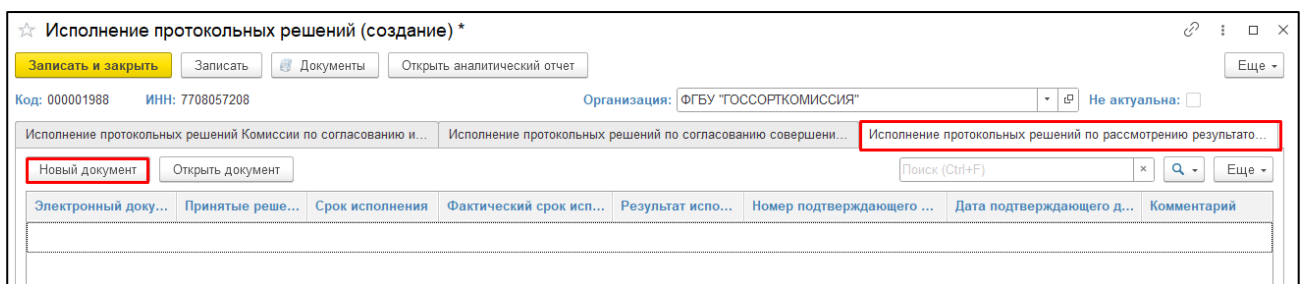 Исполнение протокольных решений (создание) *
Записать и закрыть Записать Документы Открыть аналитический отчет Еще
Код: 000001988 ИНН: 7708057208 Организация: ФГБУ "ГОССОРТКОМИССИЯ" Не актуальна:
Исполнение протокольных решений Комиссии по согласованию и... Исполнение протокольных решений по согласованию совершени... Исполнение протокольных решений по рассмотрению результато...
Новый документ Открыть документ Поиск (Ctrl+F) × Еще
Электронный доку... Принятые реше... Срок исполнения Фактический срок исп... Результат испо... Номер подтверждающего ... Дата подтверждающего д... Комментарий